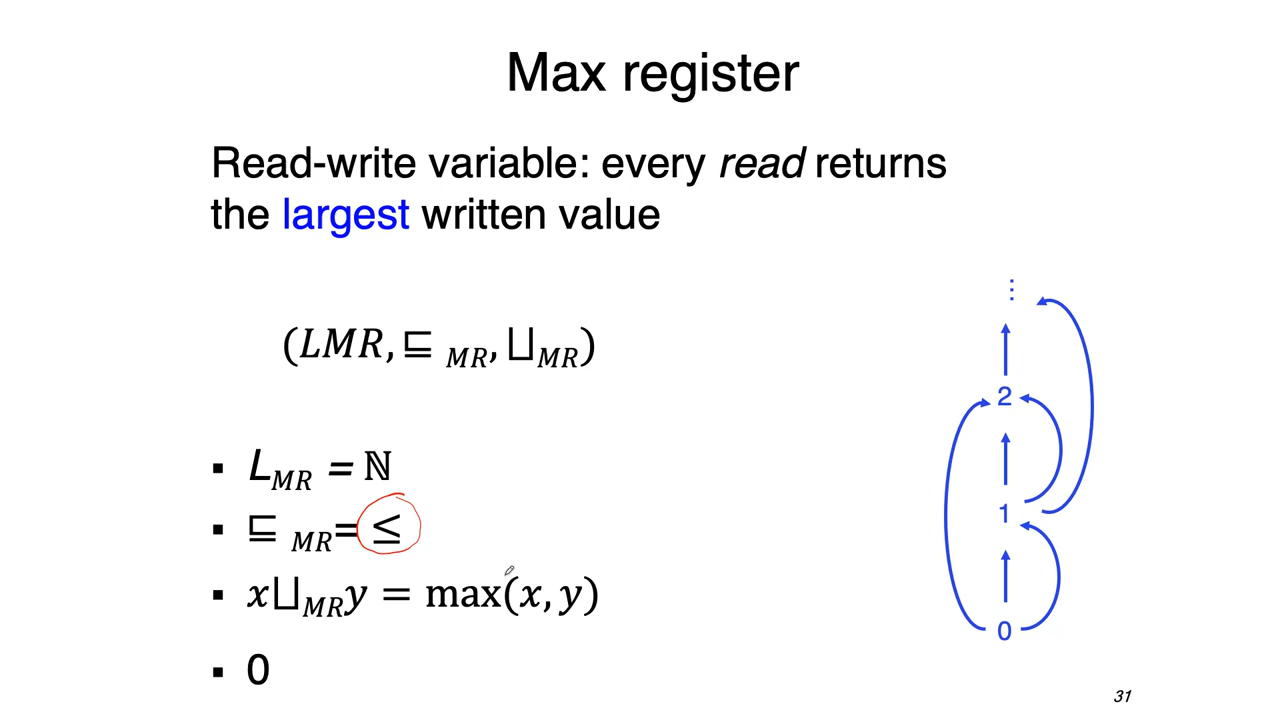 Max register
Read-write variable: every read returns
the largest written value
(LMR, ⊑ MR, ⊔MR)
▪ LMR = ℕ
▪ ⊑ MR= ≤
▪ x⊔MRy = max(x, y)
▪ 0
⋮
2
1
0
31